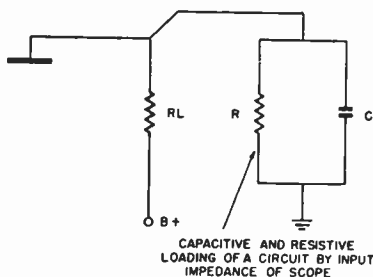 RL
R
C
B+
CAPACITIVE AND RESISTIVE
LOADING OF A CIRCUIT BY INPUT
IMPEDANCE OF SCOPE